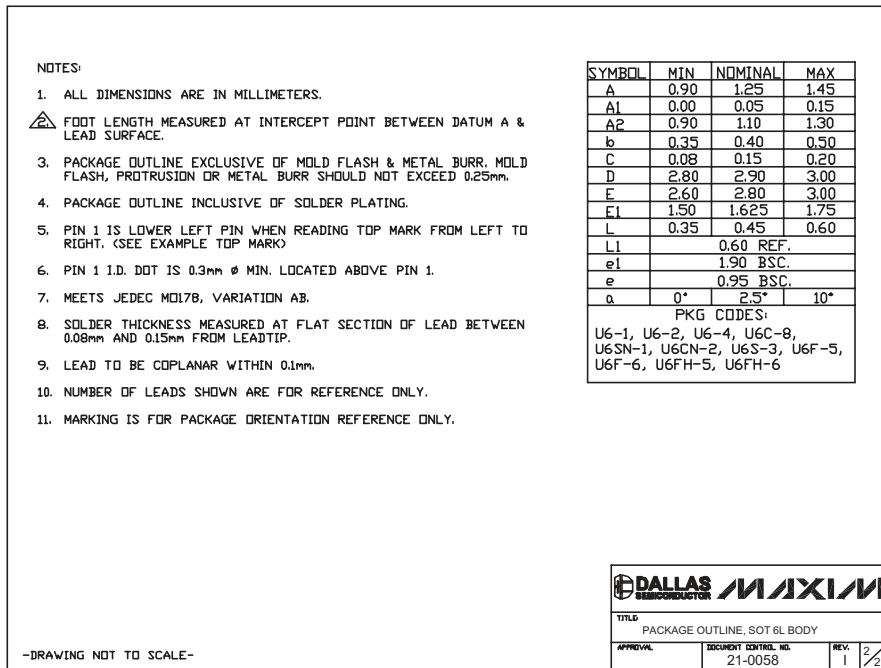 NOTES:
1. ALL DIMENSIONS ARE IN MILLIMETERS.
2. FOOT LENGTH MEASURED AT INTERCEPT POINT BETWEEN DATUM A &
LEAD SURFACE.
3. PACKAGE OUTLINE EXCLUSIVE OF MOLD FLASH & METAL BURR. MOLD
FLASH, PROTRUSION OR METAL BURR SHOULD NOT EXCEED 0.25mm.
4. PACKAGE OUTLINE INCLUSIVE OF SOLDER PLATING.
5. PIN 1 IS LOWER LEFT PIN WHEN READING TOP MARK FROM LEFT TO
RIGHT. (SEE EXAMPLE TOP MARK)
6. PIN 1 I.D. DOT IS 0.3mm ø MIN. LOCATED ABOVE PIN 1.
7. MEETS JEDEC MO178, VARIATION AB.
8. SOLDER THICKNESS MEASURED AT FLAT SECTION OF LEAD BETWEEN
0.08mm AND 0.15mm FROM LEADTIP.
9. LEAD TO BE COPLANAR WITHIN 0.1mm.
10. NUMBER OF LEADS SHOWN ARE FOR REFERENCE ONLY.
11. MARKING IS FOR PACKAGE ORIENTATION REFERENCE ONLY.
SYMBOL MIN NOMINAL MAX
A 0.90 1.25 1.45
A1 0.00 0.05 0.15
A2 0.90 1.10 1.30
b 0.35 0.40 0.50
C 0.08 0.15 0.20
D 2.80 2.90 3.00
E 2.60 2.80 3.00
E1 1.50 1.625 1.75
L 0.35 0.45 0.60
L1 0.60 REF.
e1 1.90 BSC.
e 0.95 BSC.
a 0° 2.5° 10°
PKG CODES:
U6-1, U6-2, U6-4, U6C-8,
U6SN-1, U6CN-2, U6S-3, U6F-5,
U6F-6, U6FH-5, U6FH-6
-DRAWING NOT TO SCALE-
DALLAS SEMICONDUCTOR MAXIM
TITLE:
PACKAGE OUTLINE, SOT 6L BODY
APPROVAL DOCUMENT CONTROL NO. REV. 2/2
21-0058 I